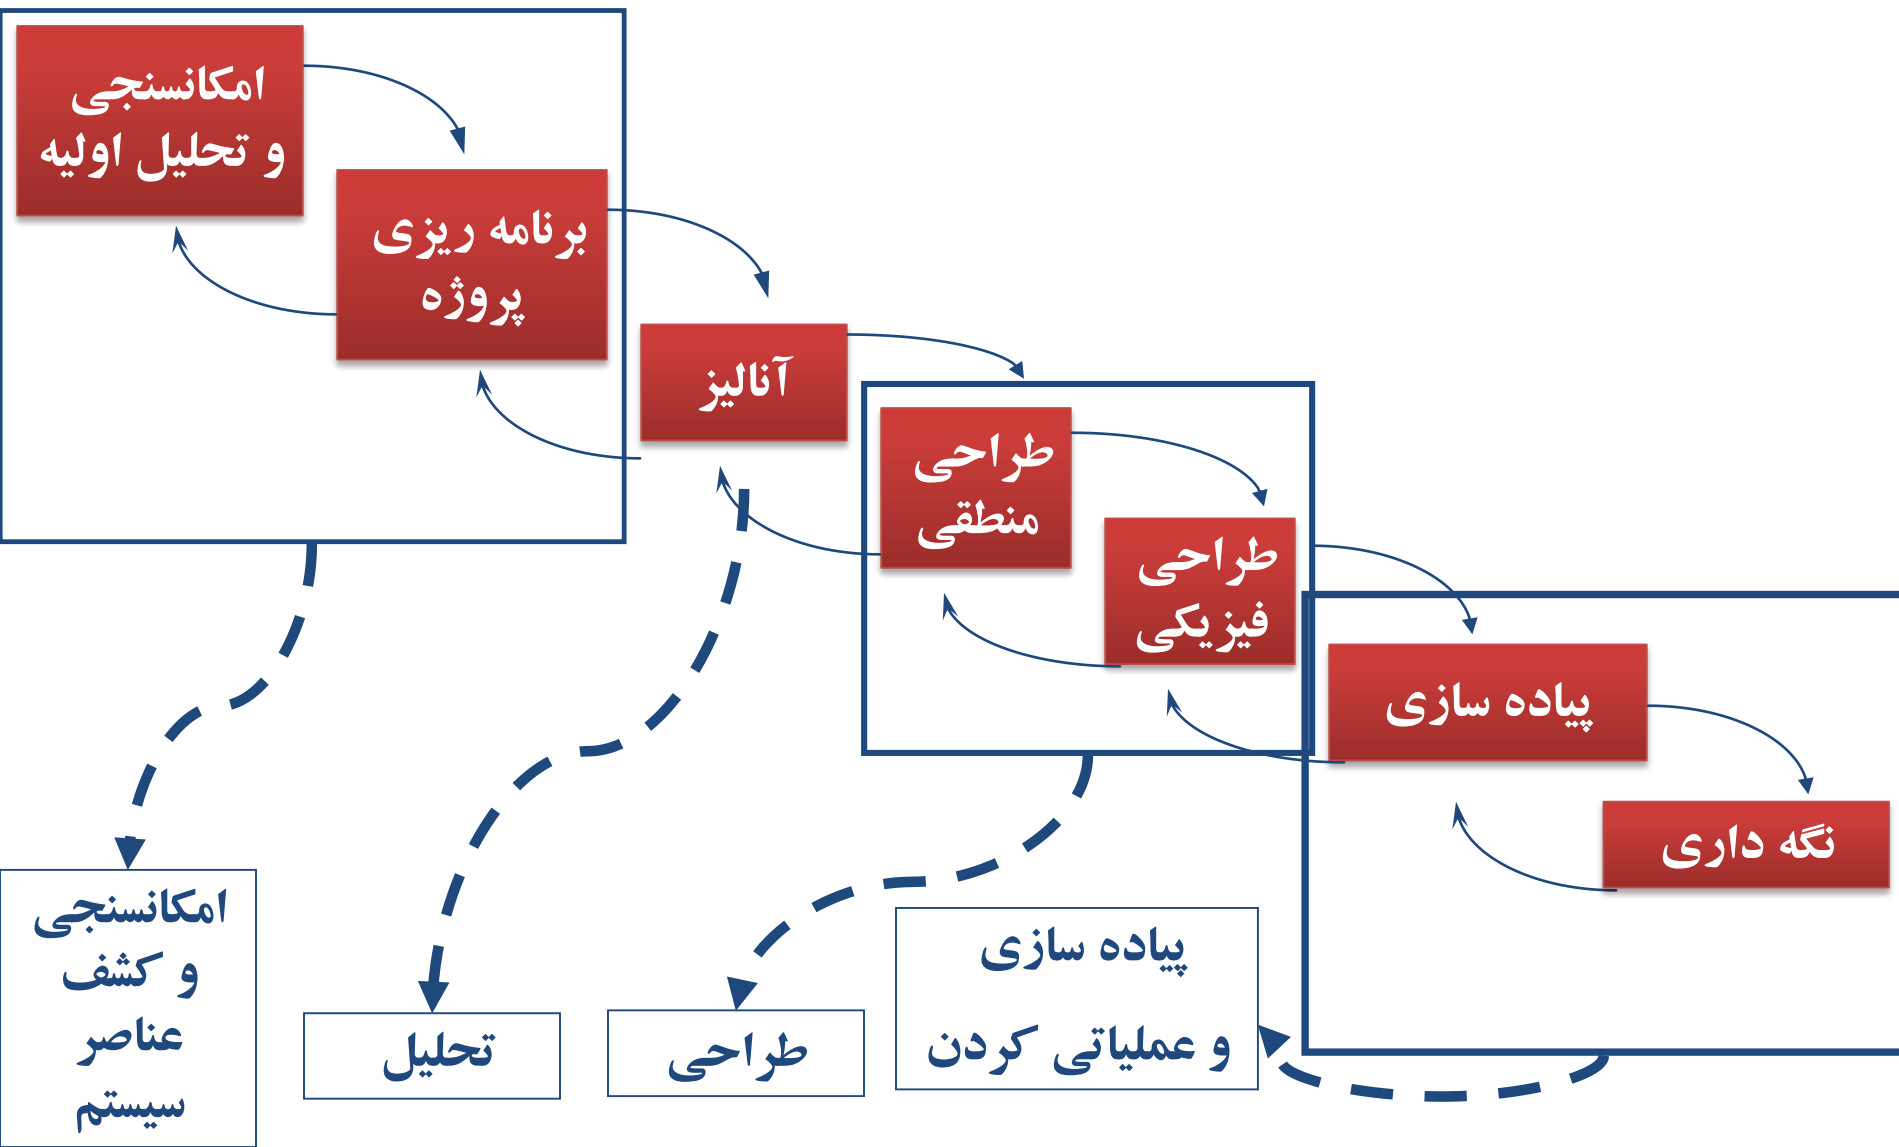 امکانسنجی
و تحلیل اولیه
برنامه ریزی
پروژه
آنالیز
طراحی
منطقی
طراحی
فیزیکی
پیاده سازی
نگه داری
امکانسنجی
و کشف
عناصر
سیستم
تحلیل
طراحی
پیاده سازی
و عملیاتی کردن